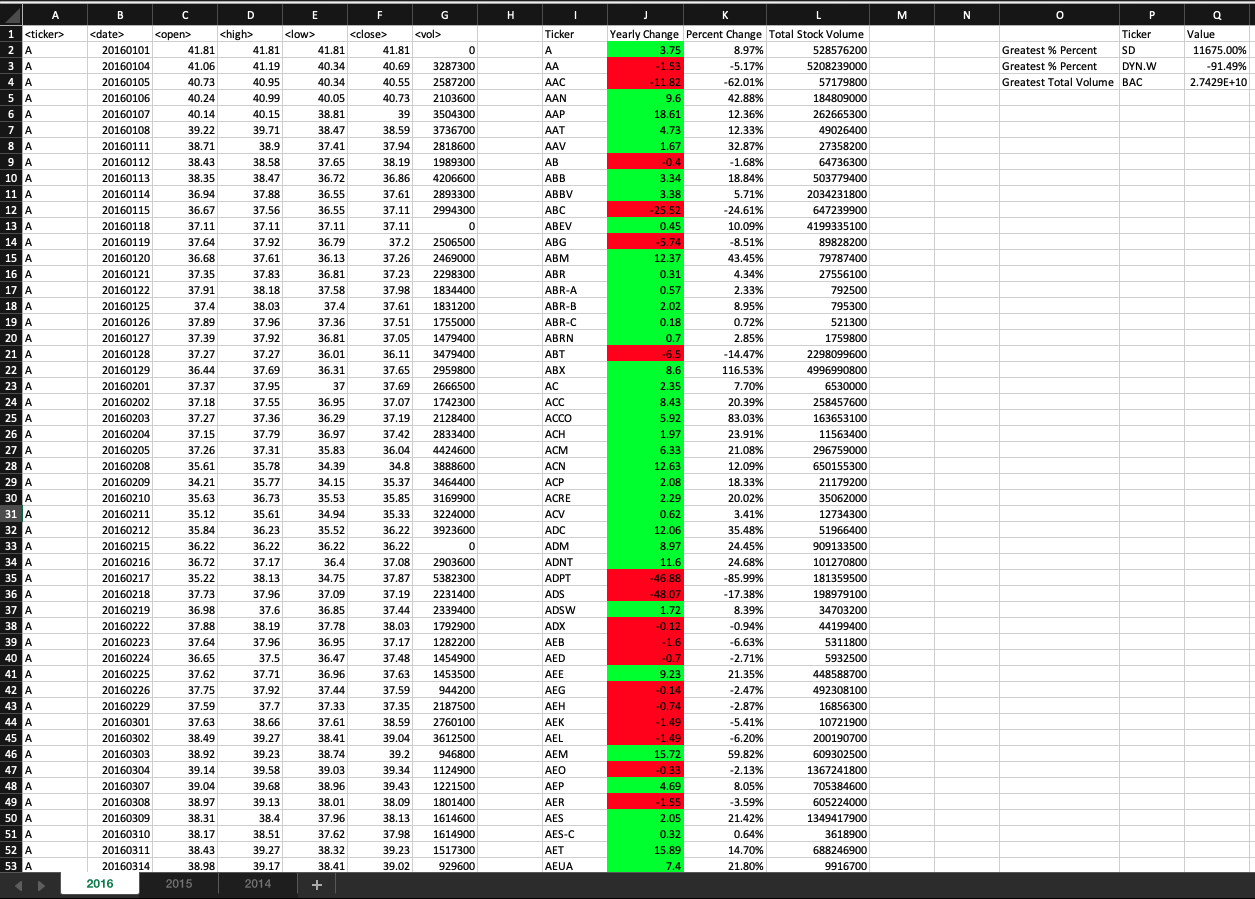 A B C D E F G H I J K L M N O P Q
1 <ticker> <date> <open> <high> <low> <close> <vol> Ticker Yearly Change Percent Change Total Stock Volume Ticker Value
2 A 20160101 41.81 41.81 41.81 41.81 0 A 3.75 8.97% 528576200 Greatest % Percent SD 11675.00%
3 A 20160104 41.06 41.19 40.34 40.69 3287300 AA -1.53 -5.17% 5208239000 Greatest % Percent DYN.W -91.49%
4 A 20160105 40.73 40.95 40.34 40.55 2587200 AAC -11.82 -62.01% 57179800 Greatest Total Volume BAC 2.7429E+10
5 A 20160106 40.24 40.99 40.05 40.73 2103600 AAN 9.6 42.88% 184809000
6 A 20160107 40.14 40.15 38.81 39 3504300 AAP 18.61 12.36% 262665300
7 A 20160108 39.22 39.71 38.47 38.59 3736700 AAT 4.73 12.33% 49026400
8 A 20160111 38.71 38.9 37.41 37.94 2818600 AAV 1.67 32.87% 27358200
9 A 20160112 38.43 38.58 37.65 38.19 1989300 AB -0.4 -1.68% 64736300
10 A 20160113 38.35 38.47 36.72 36.86 4206600 ABB 3.34 18.84% 503779400
11 A 20160114 36.94 37.88 36.55 37.61 2893300 ABBV 3.38 5.71% 2034231800
12 A 20160115 36.67 37.56 36.55 37.11 2994300 ABC -25.52 -24.61% 647239900
13 A 20160118 37.11 37.11 37.11 37.11 0 ABEV 0.45 10.09% 4199335100
14 A 20160119 37.64 37.92 36.79 37.2 2506500 ABG -5.74 -8.51% 89828200
15 A 20160120 36.68 37.61 36.13 37.26 2469000 ABM 12.37 43.45% 79787400
16 A 20160121 37.35 37.83 36.81 37.23 2298300 ABR 0.31 4.34% 27556100
17 A 20160122 37.91 38.18 37.58 37.98 1834400 ABR-A 0.57 2.33% 792500
18 A 20160125 37.4 38.03 37.4 37.61 1831200 ABR-B 2.02 8.95% 795300
19 A 20160126 37.89 37.96 37.36 37.51 1755000 ABR-C 0.18 0.72% 521300
20 A 20160127 37.39 37.92 36.81 37.05 1479400 ABRN 0.7 2.85% 1759800
21 A 20160128 37.27 37.27 36.01 36.11 3479400 ABT -6.5 -14.47% 2298099600
22 A 20160129 36.44 37.69 36.31 37.65 2959800 ABX 8.6 116.53% 4996990800
23 A 20160201 37.37 37.95 37 37.69 2666500 AC 2.35 7.70% 6530000
24 A 20160202 37.18 37.55 36.95 37.07 1742300 ACC 8.43 20.39% 258457600
25 A 20160203 37.27 37.36 36.29 37.19 2128400 ACCO 5.92 83.03% 163653100
26 A 20160204 37.15 37.79 36.97 37.42 2833400 ACH 1.97 23.91% 11563400
27 A 20160205 37.26 37.31 35.83 36.04 4424600 ACM 6.33 21.08% 296759000
28 A 20160208 35.61 35.78 34.39 34.8 3888600 ACN 12.63 12.09% 650155300
29 A 20160209 34.21 35.77 34.15 35.37 3464400 ACP 2.08 18.33% 21179200
30 A 20160210 35.63 36.73 35.53 35.85 3169900 ACRE 2.29 20.02% 35062000
31 A 20160211 35.12 35.61 34.94 35.33 3224000 ACV 0.62 3.41% 12734300
32 A 20160212 35.84 36.23 35.52 36.22 3923600 ADC 12.06 35.48% 51966400
33 A 20160215 36.22 36.22 36.22 36.22 0 ADM 8.97 24.45% 909133500
34 A 20160216 36.72 37.17 36.4 37.08 2903600 ADNT 11.6 24.68% 101270800
35 A 20160217 35.22 38.13 34.75 37.87 5382300 ADPT -46.88 -85.99% 181359500
36 A 20160218 37.73 37.96 37.09 37.19 2231400 ADS -48.07 -17.38% 198979100
37 A 20160219 36.98 37.6 36.85 37.44 2339400 ADSW 1.72 8.39% 34703200
38 A 20160222 37.88 38.19 37.78 38.03 1792900 ADX -0.12 -0.94% 44199400
39 A 20160223 37.64 37.96 36.95 37.17 1282200 AEB -1.6 -6.63% 5311800
40 A 20160224 36.65 37.5 36.47 37.48 1454900 AED -0.7 -2.71% 5932500
41 A 20160225 37.62 37.71 36.96 37.63 1453500 AEE 9.23 21.35% 448588700
42 A 20160226 37.75 37.92 37.44 37.59 944200 AEG -0.14 -2.47% 492308100
43 A 20160229 37.59 37.7 37.33 37.35 2187500 AEH -0.74 -2.87% 16856300
44 A 20160301 37.63 38.66 37.61 38.59 2760100 AEK -1.49 -5.41% 10721900
45 A 20160302 38.49 39.27 38.41 39.04 3612500 AEL -1.49 -6.20% 200190700
46 A 20160303 38.92 39.23 38.74 39.2 946800 AEM 15.72 59.82% 609302500
47 A 20160304 39.14 39.58 39.03 39.34 1124900 AEO -0.33 -2.13% 1367241800
48 A 20160307 39.04 39.68 38.96 39.43 1221500 AEP 4.69 8.05% 705384600
49 A 20160308 38.97 39.13 38.01 38.09 1801400 AER -1.55 -3.59% 605224000
50 A 20160309 38.31 38.4 37.96 38.13 1614600 AES 2.05 21.42% 1349417900
51 A 20160310 38.17 38.51 37.62 37.98 1614900 AES-C 0.32 0.64% 3618900
52 A 20160311 38.43 39.27 38.32 39.23 1517300 AET 15.89 14.70% 688246900
53 A 20160314 38.98 39.17 38.41 39.02 929600 AEUA 7.4 21.80% 9916700
2016 2015 2014 +